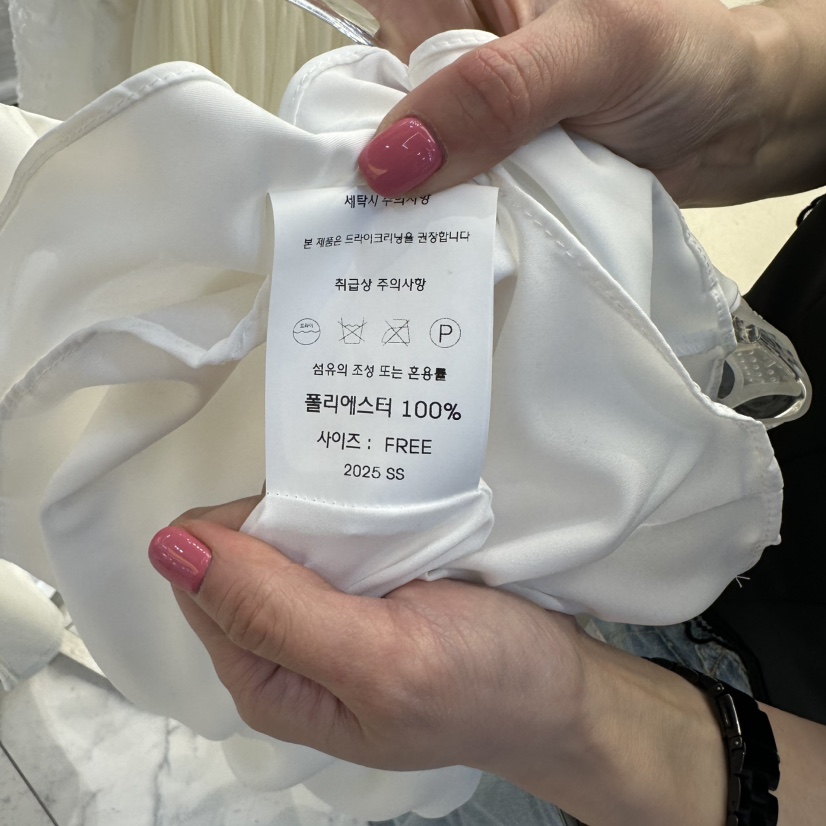 세탁시 주의사항
본 제품은 드라이크리닝을 권장합니다
취급상 주의사항
드라이
P
섬유의 조성 또는 혼용률
폴리에스터 100%
사이즈 : FREE
2025 SS